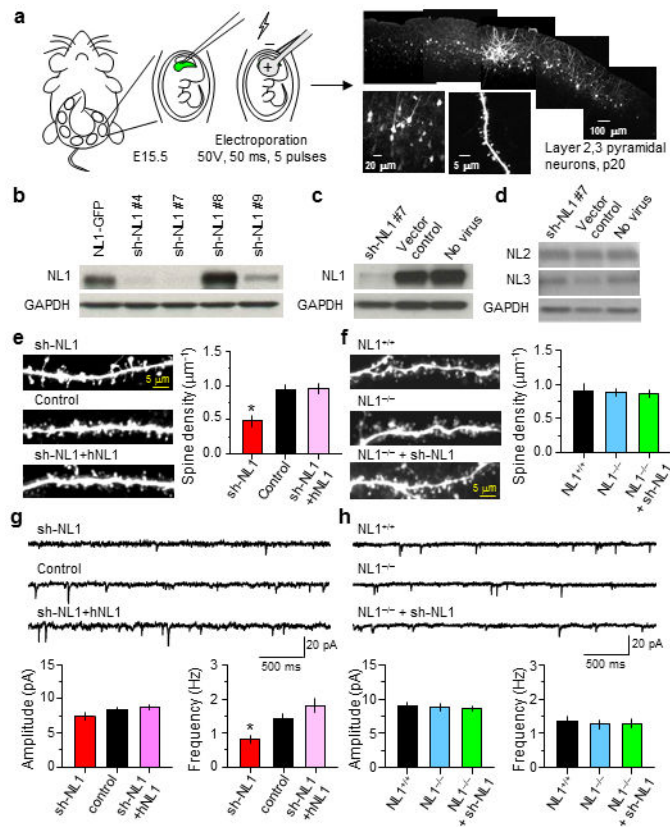 a
E15.5
Electroporation
50V, 50 ms, 5 pulses
20 µm
5 µm
100 µm
Layer 2,3 pyramidal
neurons, p20
b
NL1-GFP
sh-NL1 #4
sh-NL1 #7
sh-NL1 #8
sh-NL1 #9
NL1
GAPDH
c
sh-NL1 #7
Vector control
No virus
NL1
GAPDH
d
sh-NL1 #7
Vector control
No virus
NL2
NL3
GAPDH
e
sh-NL1
5 µm
Control
sh-NL1+hNL1
Spine density (µm⁻¹)
1.5
1.0
0.5
0.0
*
sh-NL1
Control
sh-NL1
+hNL1
f
NL1+/+
NL1−/−
NL1−/− + sh-NL1
5 µm
Spine density (µm⁻¹)
1.5
1.0
0.5
0.0
NL1+/+
NL1−/−
NL1−/−
+ sh-NL1
g
sh-NL1
Control
sh-NL1+hNL1
20 pA
500 ms
Amplitude (pA)
15
10
5
0
sh-NL1
control
sh-NL1
+hNL1
Frequency (Hz)
3
2
1
0
*
sh-NL1
control
sh-NL1
+hNL1
h
NL1+/+
NL1−/−
NL1−/− + sh-NL1
20 pA
500 ms
Amplitude (pA)
15
10
5
0
NL1+/+
NL1−/−
NL1−/−
+ sh-NL1
Frequency (Hz)
3
2
1
0
NL1+/+
NL1−/−
NL1−/−
+ sh-NL1